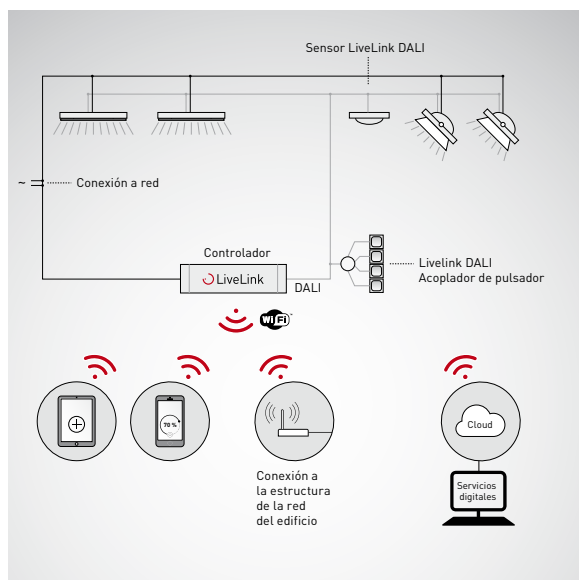 Sensor LiveLink DALI
~
Conexión a red
Controlador
LiveLink
DALI
Livelink DALI
Acoplador de pulsador
WiFi
70 %
Cloud
Conexión a
la estructura
de la red
del edificio
Servicios
digitales